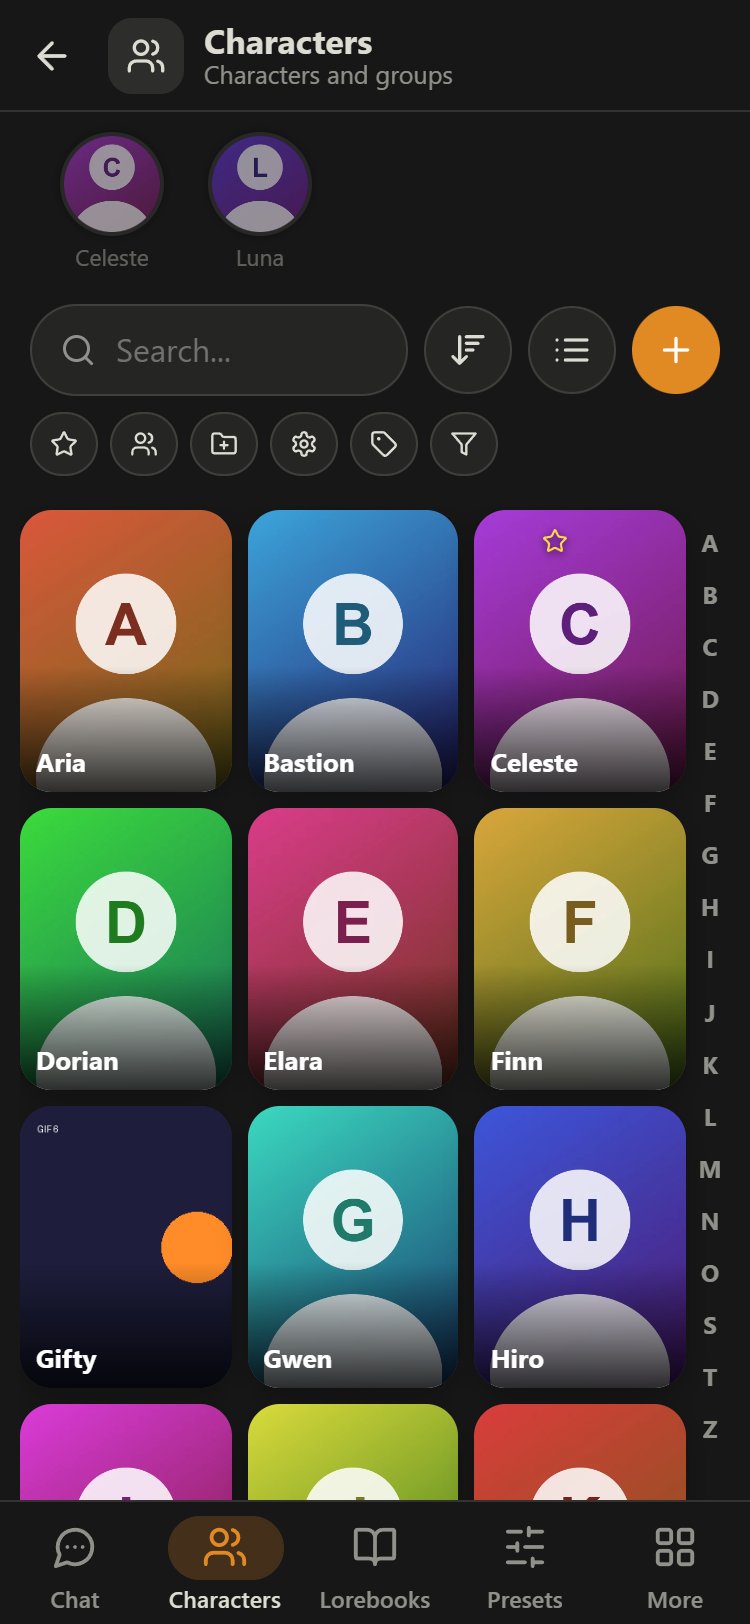 Characters
Characters and groups
C
L
Celeste
Luna
Search...
A
B
C
Aria
Bastion
Celeste
D
E
F
Dorian
Elara
Finn
GIF6
G
H
Gifty
Gwen
Hiro
A
B
C
D
E
F
G
H
I
J
K
L
M
N
O
S
T
Z
Chat
Characters
Lorebooks
Presets
More